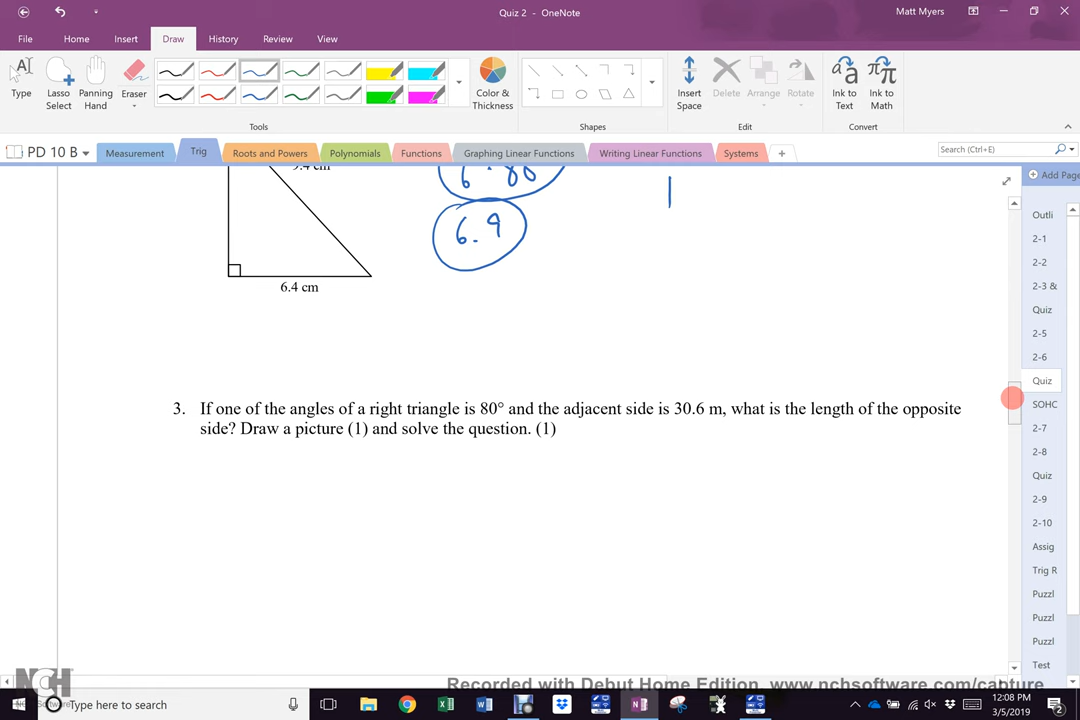 Quiz 2 - OneNote
Matt Myers
File Home Insert Draw History Review View
Type
Lasso Select
Panning Hand
Eraser
Color & Thickness
Insert Space
Delete
Arrange
Rotate
Ink to Text
Ink to Math
Tools
Shapes
Edit
Convert
PD 10 B
Measurement Trig Roots and Powers Polynomials Functions Graphing Linear Functions Writing Linear Functions Systems
Search (Ctrl+E)
Add Page
9.4 cm
6.86
6.9
6.4 cm
3. If one of the angles of a right triangle is 80° and the adjacent side is 30.6 m, what is the length of the opposite
side? Draw a picture (1) and solve the question. (1)
Outli
2-1
2-2
2-3 &
Quiz
2-5
2-6
Quiz
SOHC
2-7
2-8
Quiz
2-9
2-10
Assig
Trig R
Puzzl
Puzzl
Puzzl
Test
NCH
Software
Recorded with Debut Home Edition www.nchsoftware.com/capture
Type here to search
12:08 PM
3/5/2019